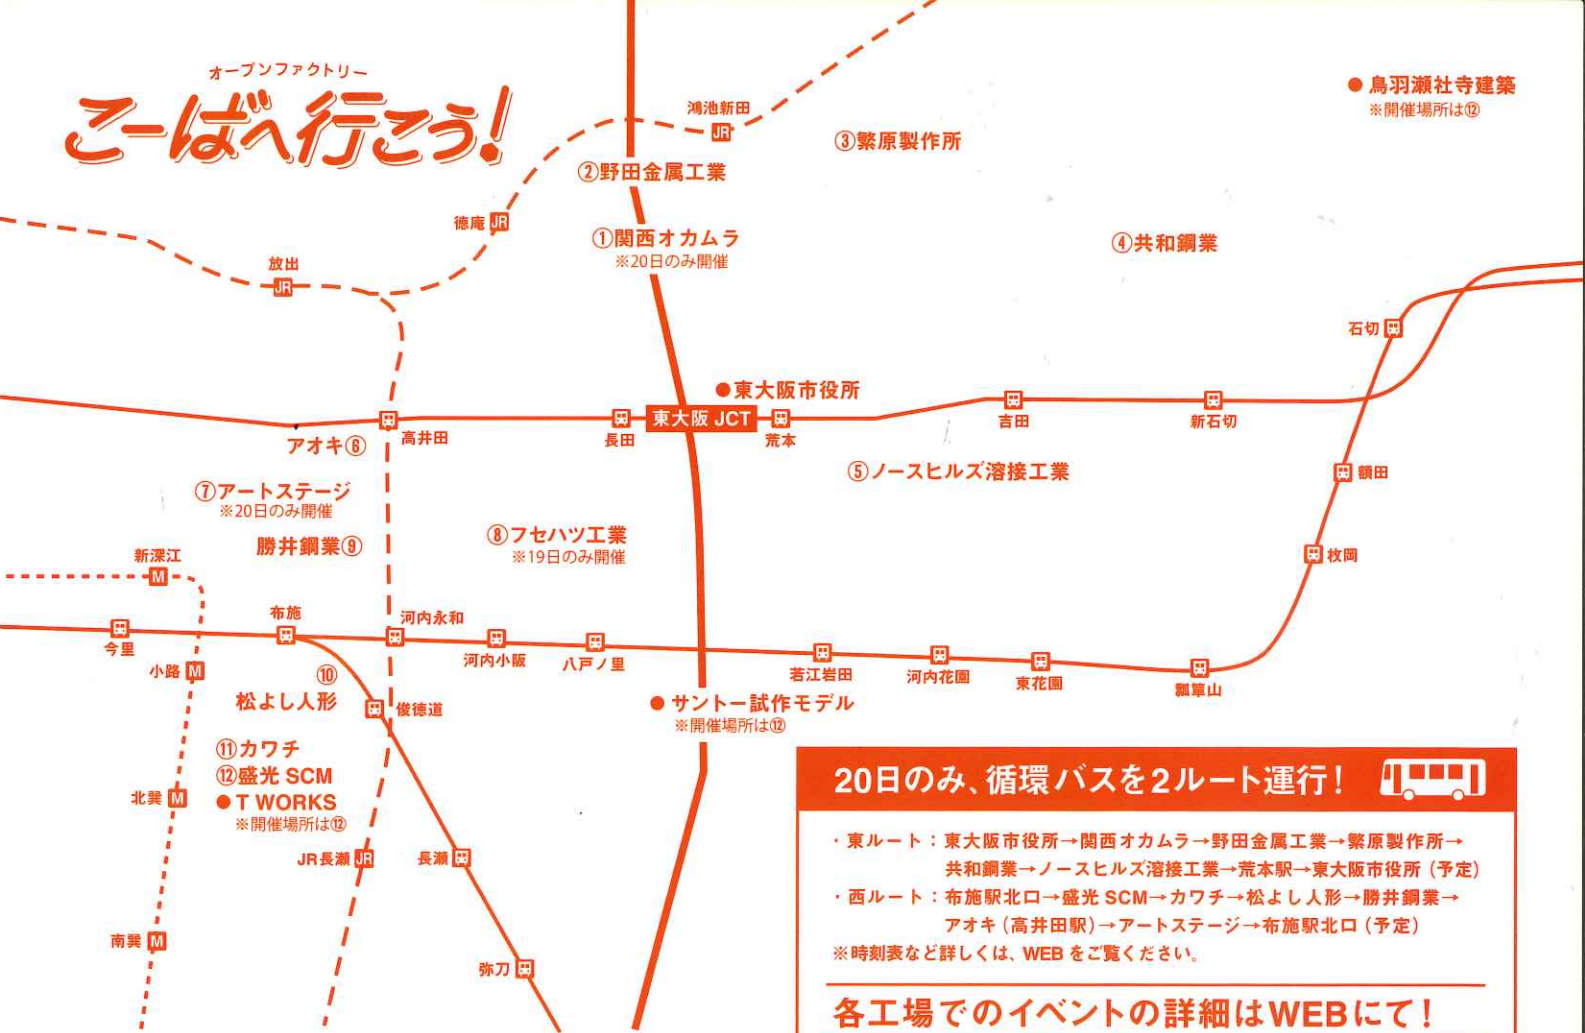 オープンファクトリー
こーばへ行こう！
鳥羽瀬社寺建築
※開催場所は⑫
鴻池新田
JR
③繁原製作所
②野田金属工業
徳庵 JR
①関西オカムラ
※20日のみ開催
④共和鋼業
放出
JR
石切
●東大阪市役所
東大阪 JCT
アオキ⑥
高井田
長田
荒本
吉田
新石切
⑤ノースヒルズ溶接工業
額田
⑦アートステージ
※20日のみ開催
⑧フセハツ工業
※19日のみ開催
勝井鋼業⑨
新深江
M
枚岡
布施
河内永和
今里
河内小阪
八戸ノ里
若江岩田
河内花園
東花園
瓢簞山
小路 M
⑩
松よし人形
俊徳道
● サントー試作モデル
※開催場所は⑫
⑪カワチ
⑫盛光 SCM
● T WORKS
※開催場所は⑫
北巽 M
JR長瀬 JR
長瀬
南巽 M
弥刀
20日のみ、循環バスを2ルート運行！
・東ルート：東大阪市役所→関西オカムラ→野田金属工業→繁原製作所→
共和鋼業→ノースヒルズ溶接工業→荒本駅→東大阪市役所（予定）
・西ルート：布施駅北口→盛光 SCM→カワチ→松よし人形→勝井鋼業→
アオキ（高井田駅）→アートステージ→布施駅北口（予定）
※時刻表など詳しくは、WEB をご覧ください。
各工場でのイベントの詳細はWEBにて！